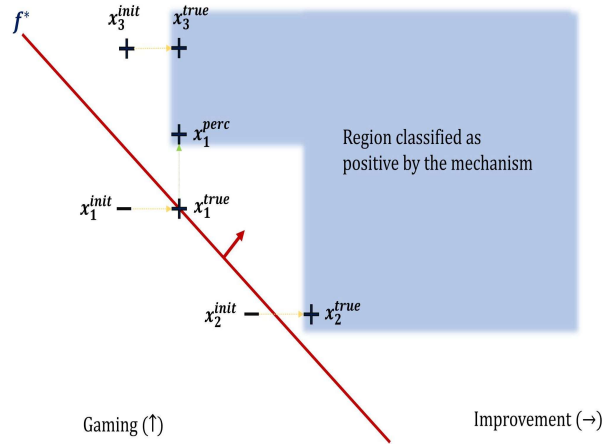 f*
x₃ⁱⁿⁱᵗ x₃ᵗʳᵘᵉ
x₁ᵖᵉʳᶜ
Region classified as
positive by the mechanism
x₁ⁱⁿⁱᵗ x₁ᵗʳᵘᵉ
x₂ⁱⁿⁱᵗ x₂ᵗʳᵘᵉ
Gaming (↑)
Improvement (→)